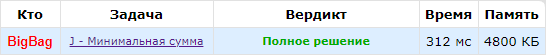 Кто Задача Вердикт Время Память
BigBag J - Минимальная сумма Полное решение 312 мс 4800 КБ